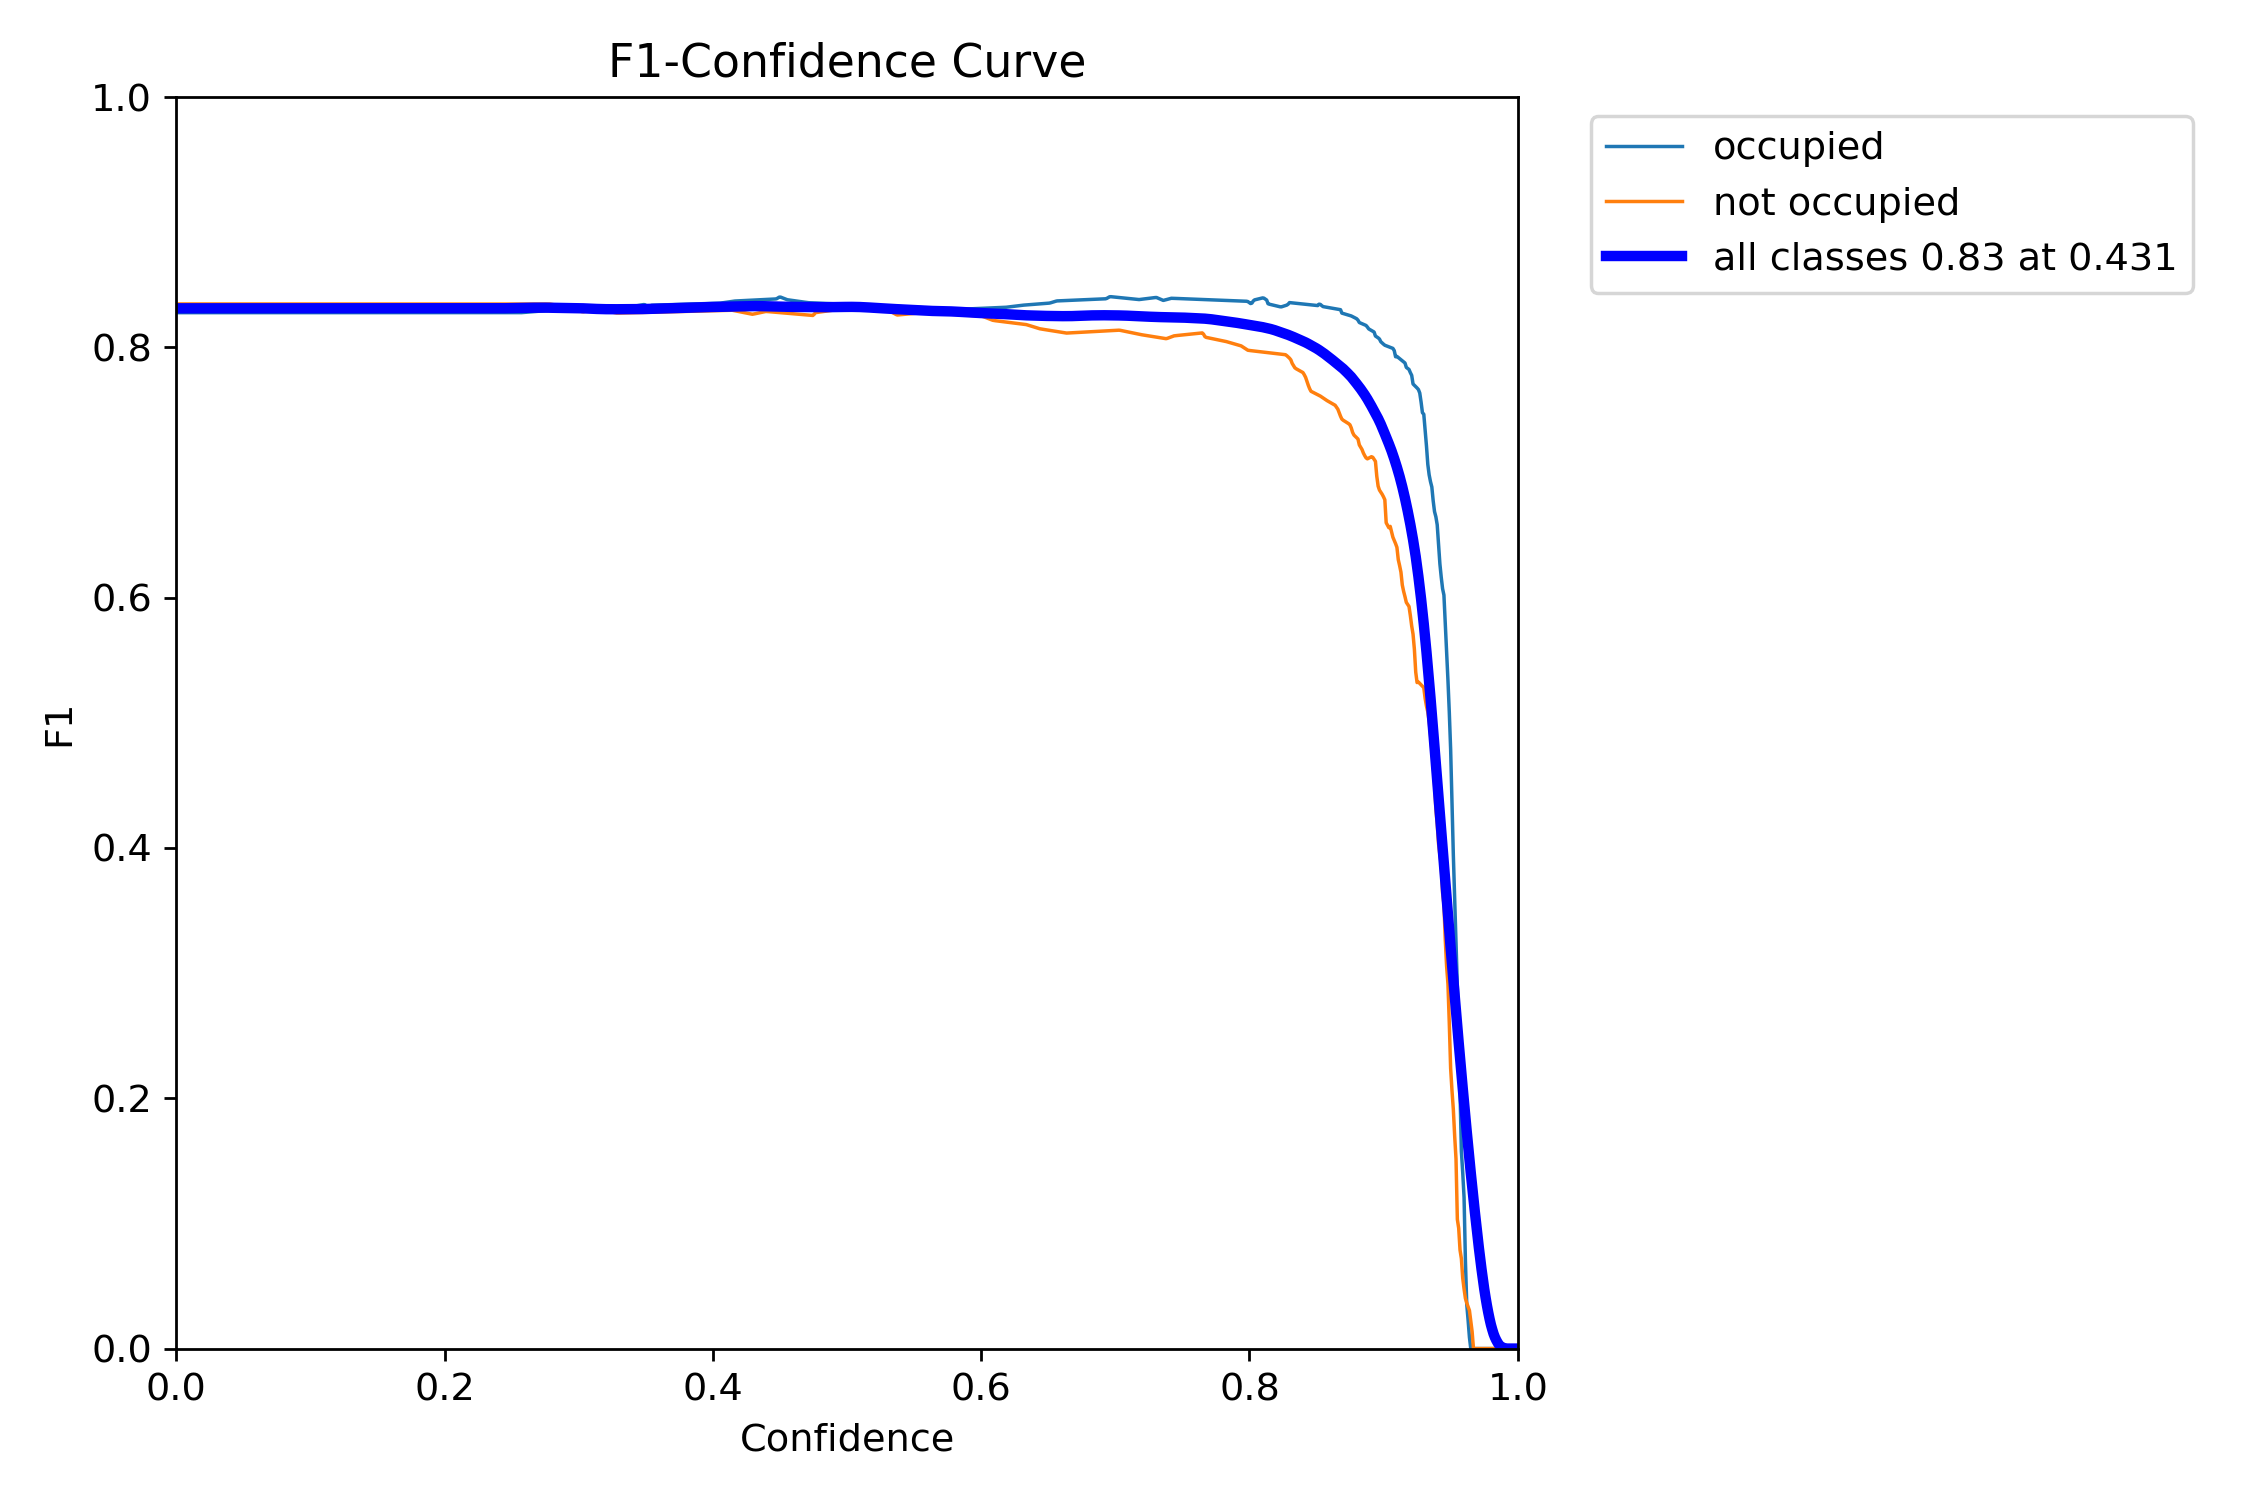 F1-Confidence Curve
occupied
not occupied
all classes 0.83 at 0.431
1.0
0.8
0.6
0.4
0.2
0.0
F1
0.0 0.2 0.4 0.6 0.8 1.0
Confidence